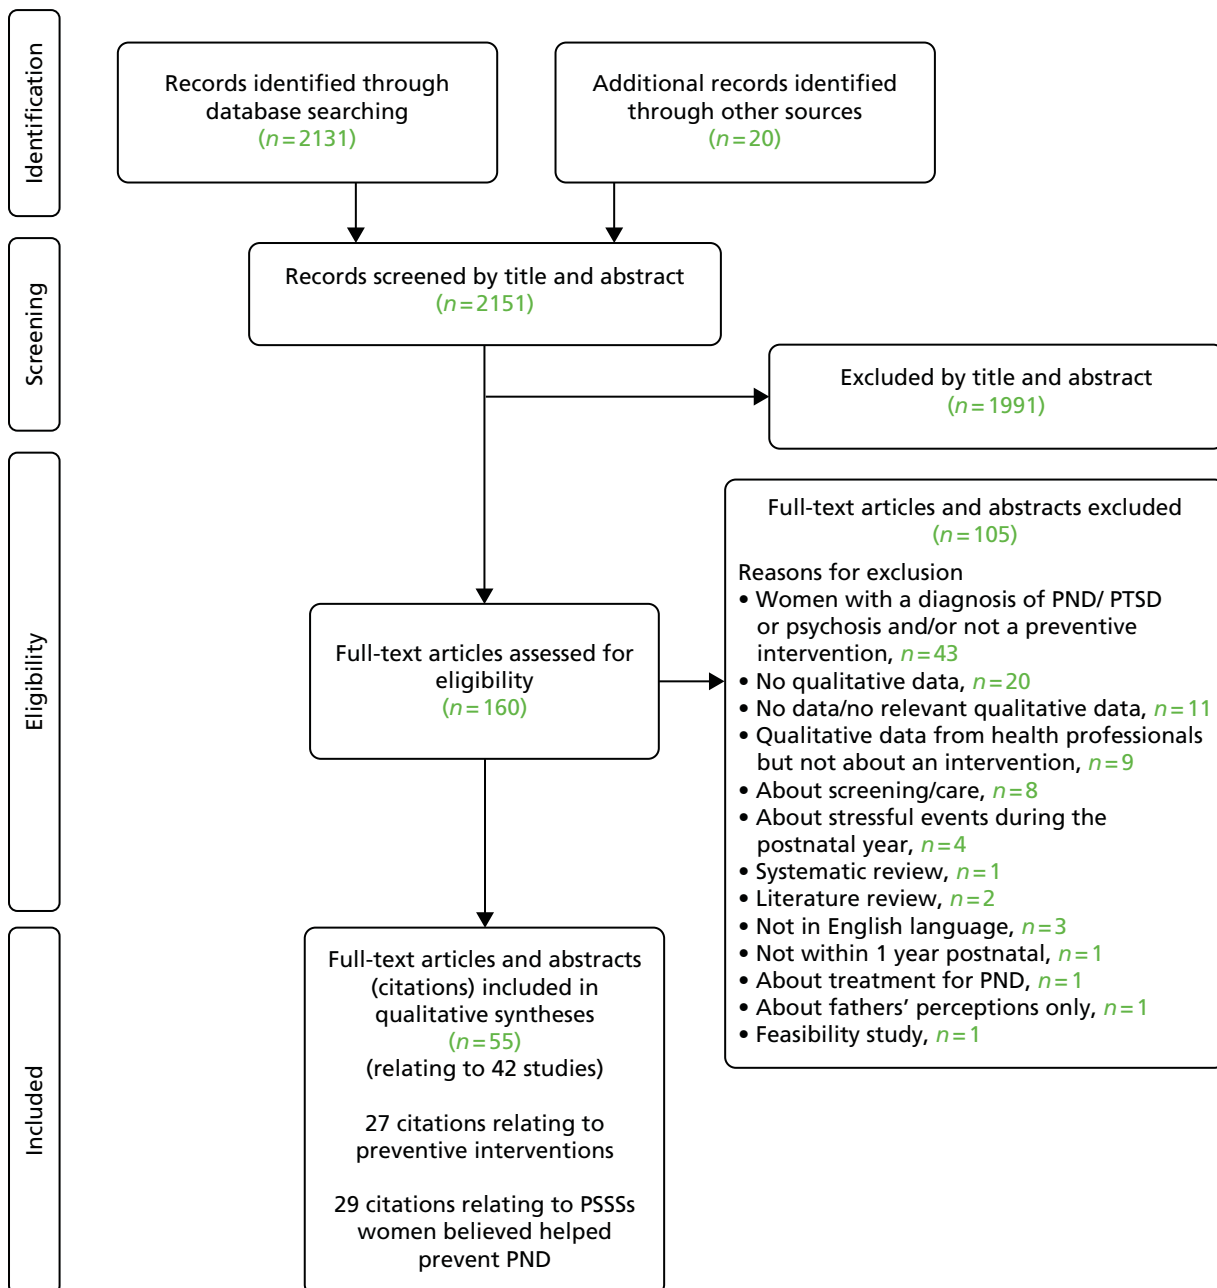 Identification
Records identified through
database searching
(n=2131)
Additional records identified
through other sources
(n=20)
Screening
Records screened by title and abstract
(n=2151)
Excluded by title and abstract
(n=1991)
Eligibility
Full-text articles assessed for
eligibility
(n=160)
Full-text articles and abstracts excluded
(n=105)
Reasons for exclusion
• Women with a diagnosis of PND/ PTSD
or psychosis and/or not a preventive
intervention, n=43
• No qualitative data, n=20
• No data/no relevant qualitative data, n=11
• Qualitative data from health professionals
but not about an intervention, n=9
• About screening/care, n=8
• About stressful events during the
postnatal year, n=4
• Systematic review, n=1
• Literature review, n=2
• Not in English language, n=3
• Not within 1 year postnatal, n=1
• About treatment for PND, n=1
• About fathers’ perceptions only, n=1
• Feasibility study, n=1
Included
Full-text articles and abstracts
(citations) included in
qualitative syntheses
(n=55)
(relating to 42 studies)
27 citations relating to
preventive interventions
29 citations relating to PSSSs
women believed helped
prevent PND